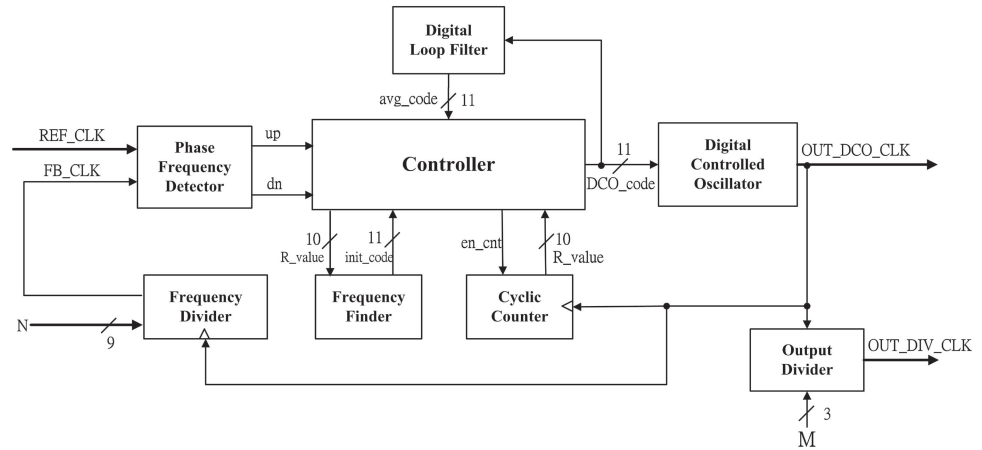 Digital
Loop Filter
avg_code
11
REF_CLK
FB_CLK
Phase
Frequency
Detector
up
dn
Controller
11
DCO_code
Digital
Controlled
Oscillator
OUT_DCO_CLK
10
R_value
11
init_code
en_cnt
10
R_value
Frequency
Divider
N
9
Frequency
Finder
Cyclic
Counter
Output
Divider
OUT_DIV_CLK
3
M